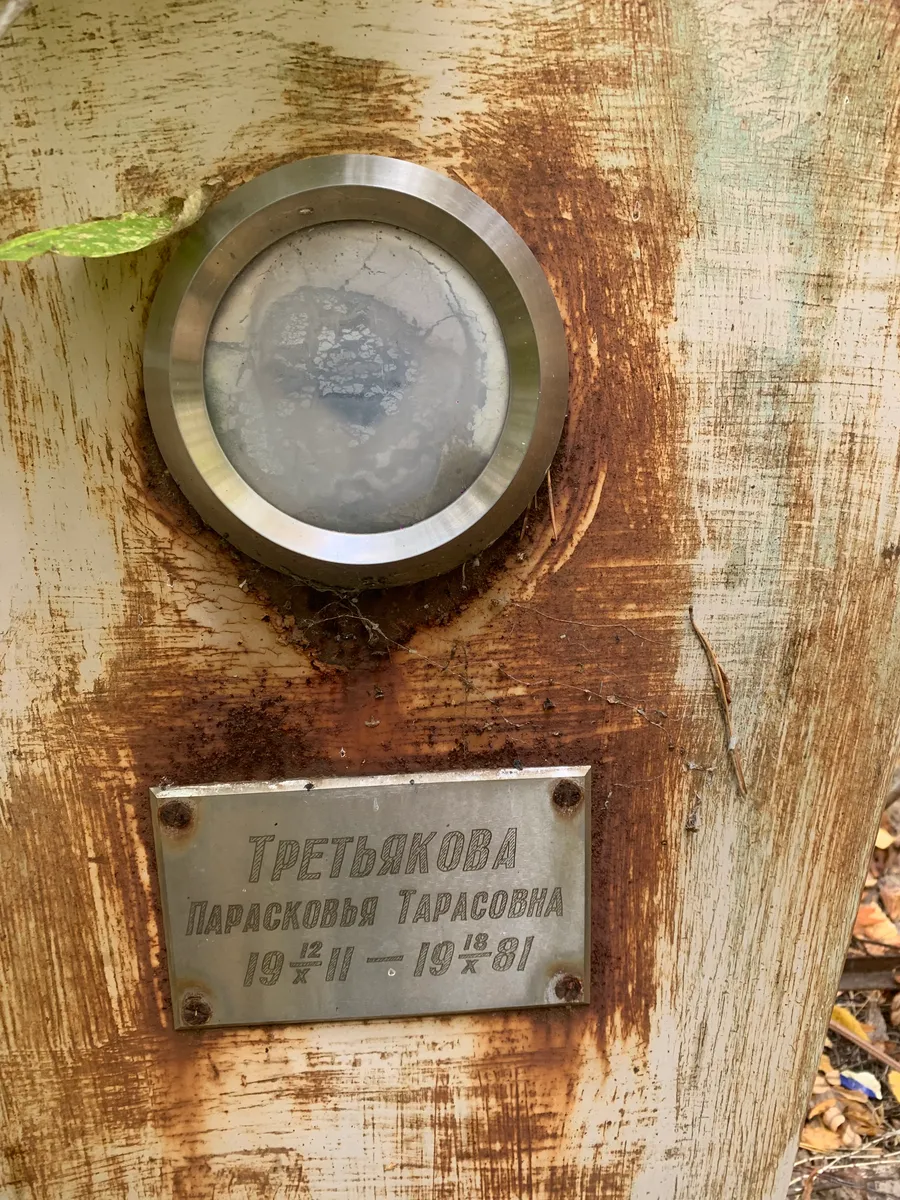 ТРЕТЬЯКОВА
ПАРАСКОВЬЯ ТАРАСОВНА
19 12/X 11 — 19 18/X 81